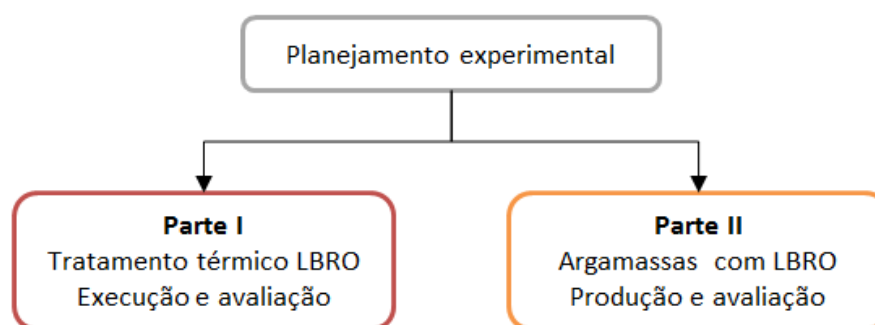 Planejamento experimental
Parte I
Tratamento térmico LBRO
Execução e avaliação
Parte II
Argamassas com LBRO
Produção e avaliação